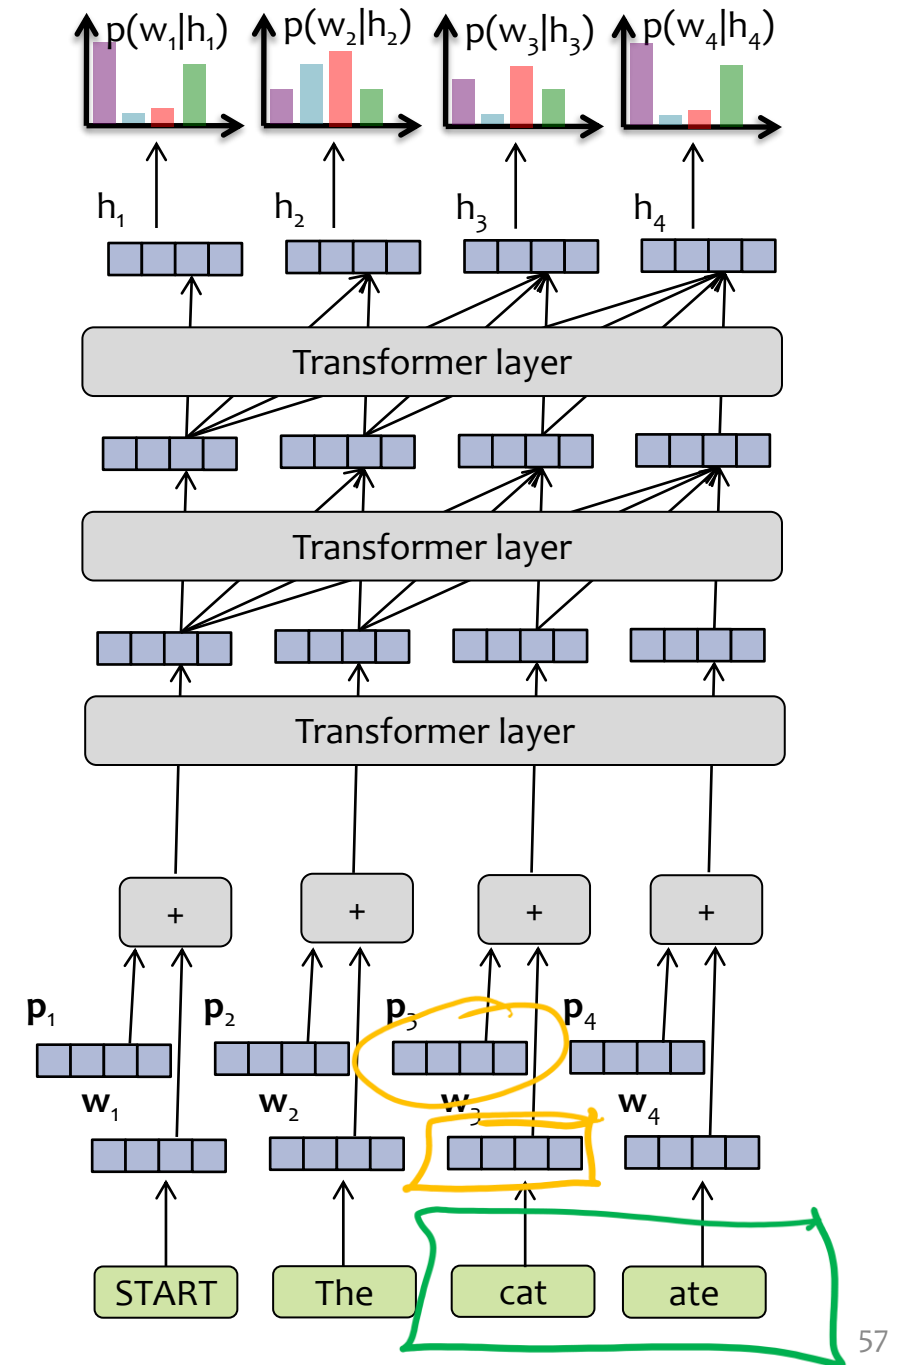 p(w₁|h₁) p(w₂|h₂) p(w₃|h₃) p(w₄|h₄)
h₁ h₂ h₃ h₄
Transformer layer
Transformer layer
Transformer layer
+ + + +
p₁ p₂ p₃ p₄
w₁ w₂ w₃ w₄
START The cat ate
57